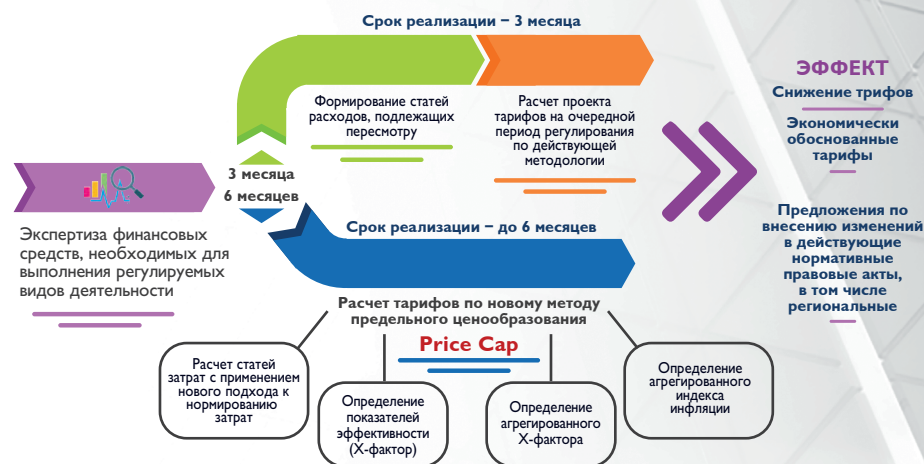 Срок реализации – 3 месяца
Формирование статей
расходов, подлежащих
пересмотру
Расчет проекта
тарифов на очередной
период регулирования
по действующей
методологии
3 месяца
6 месяцев
Экспертиза финансовых
средств, необходимых для
выполнения регулируемых
видов деятельности
Срок реализации – до 6 месяцев
Расчет тарифов по новому методу
предельного ценообразования
Price Cap
Расчет статей
затрат с применением
нового подхода к
нормированию
затрат
Определение
показателей
эффективности
(Х-фактор)
Определение
агрегированного
Х-фактора
Определение
агрегированного
индекса
инфляции
ЭФФЕКТ
Снижение трифов
Экономически
обоснованные
тарифы
Предложения по
внесению изменений
в действующие
нормативные
правовые акты,
в том числе
региональные